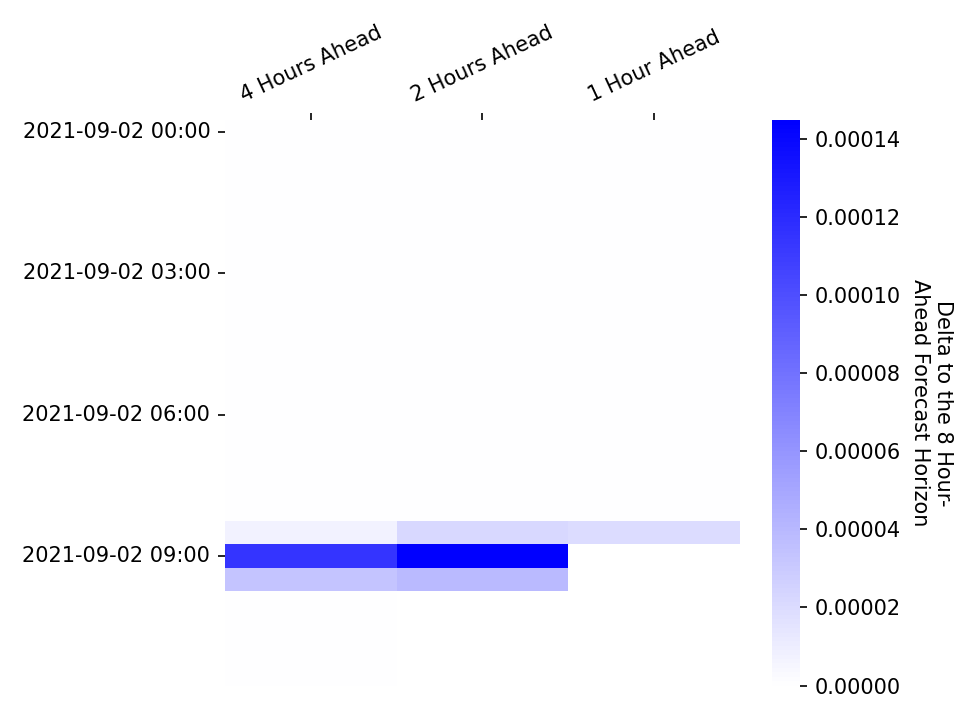 4 Hours Ahead
2 Hours Ahead
1 Hour Ahead
2021-09-02 00:00
2021-09-02 03:00
2021-09-02 06:00
2021-09-02 09:00
0.00014
0.00012
0.00010
0.00008
0.00006
0.00004
0.00002
0.00000
Delta to the 8 Hour-
Ahead Forecast Horizon